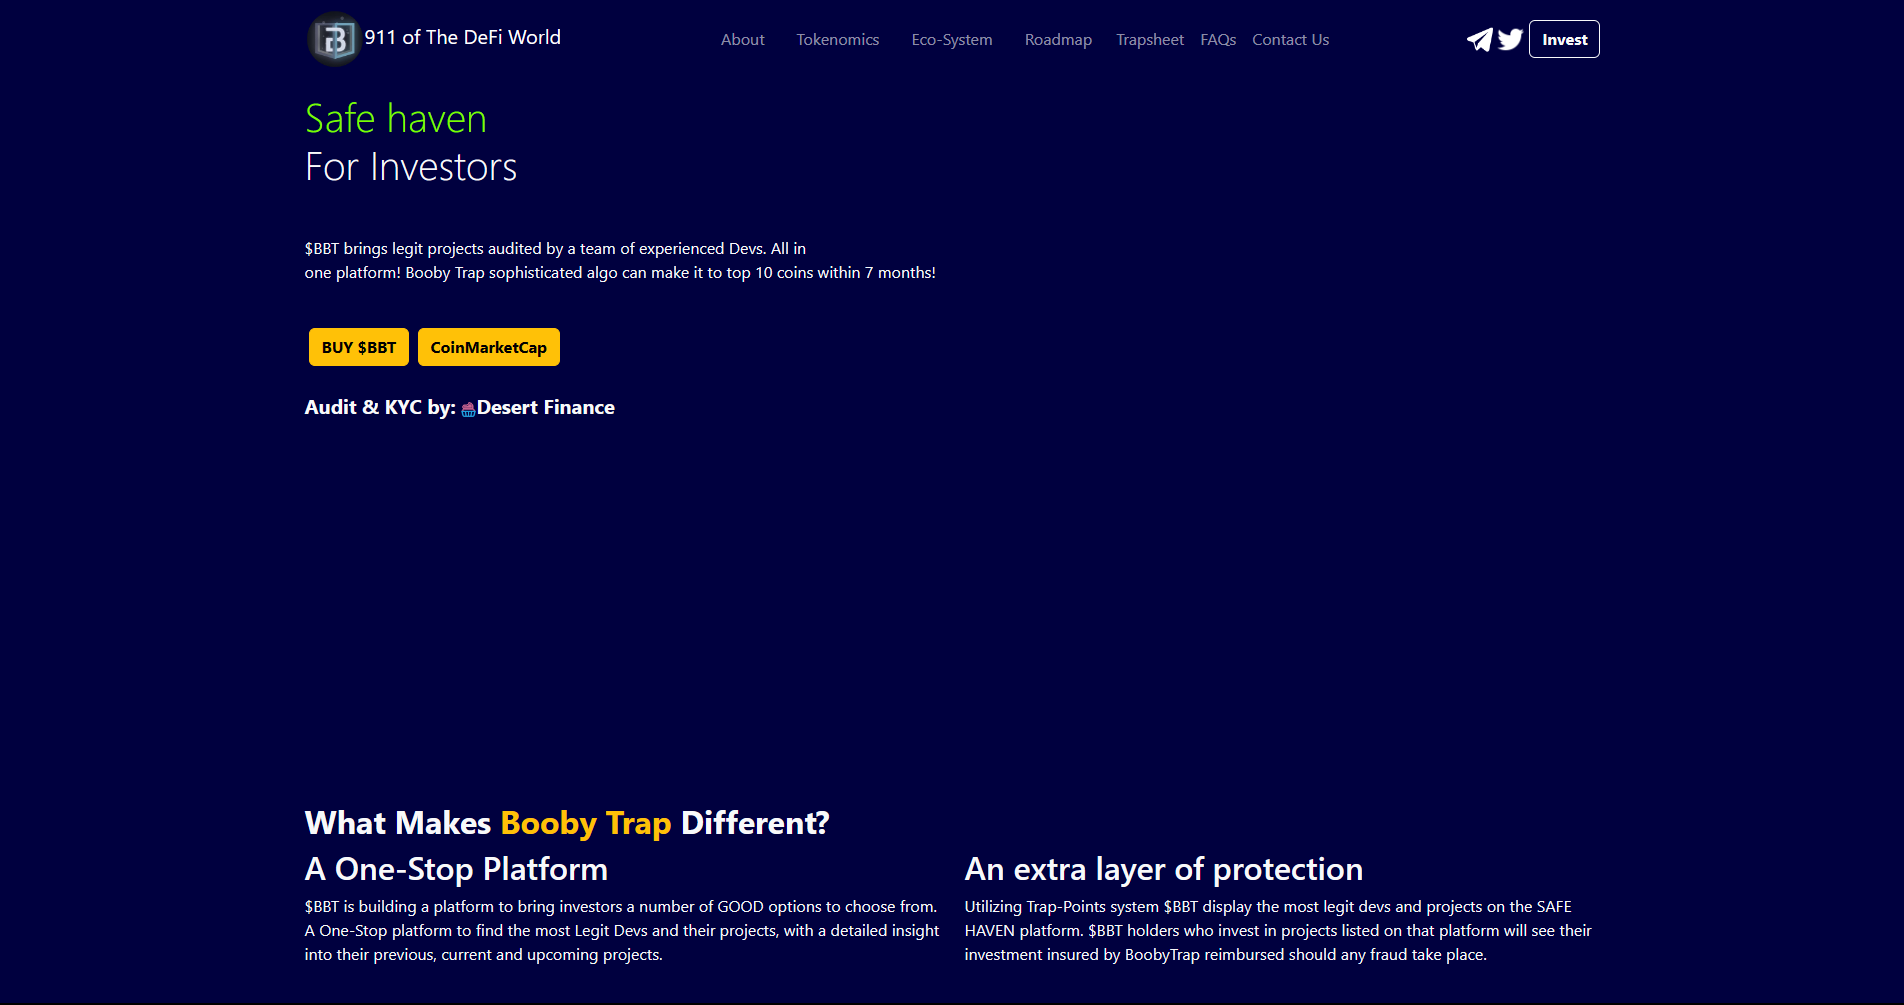 911 of The DeFi World
About Tokenomics Eco-System Roadmap Trapsheet FAQs Contact Us
Invest
Safe haven
For Investors
$BBT brings legit projects audited by a team of experienced Devs. All in
one platform! Booby Trap sophisticated algo can make it to top 10 coins within 7 months!
BUY $BBT CoinMarketCap
Audit & KYC by: Desert Finance
What Makes Booby Trap Different?
A One-Stop Platform
$BBT is building a platform to bring investors a number of GOOD options to choose from.
A One-Stop platform to find the most Legit Devs and their projects, with a detailed insight
into their previous, current and upcoming projects.
An extra layer of protection
Utilizing Trap-Points system $BBT display the most legit devs and projects on the SAFE
HAVEN platform. $BBT holders who invest in projects listed on that platform will see their
investment insured by BoobyTrap reimbursed should any fraud take place.